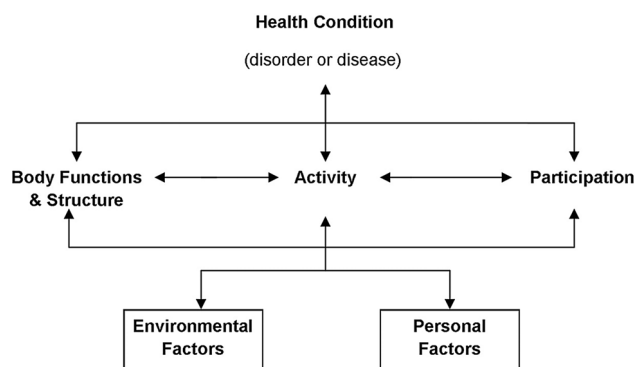 Health Condition
(disorder or disease)
Body Functions
& Structure
Activity
Participation
Environmental
Factors
Personal
Factors